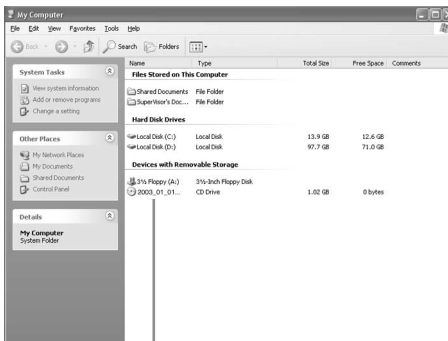 My Computer
File Edit View Favorites Tools Help
Back Search Folders
System Tasks
View system information
Add or remove programs
Change a setting
Other Places
My Network Places
My Documents
Shared Documents
Control Panel
Details
My Computer
System Folder
Name Type Total Size Free Space Comments
Files Stored on This Computer
Shared Documents File Folder
SuperVisor's Doc... File Folder
Hard Disk Drives
Local Disk (C:) Local Disk 13.9 GB 12.6 GB
Local Disk (D:) Local Disk 97.7 GB 71.0 GB
Devices with Removable Storage
3½ Floppy (A:) 3½-Inch Floppy Disk
2003_01_01... CD Drive 1.02 GB 0 bytes